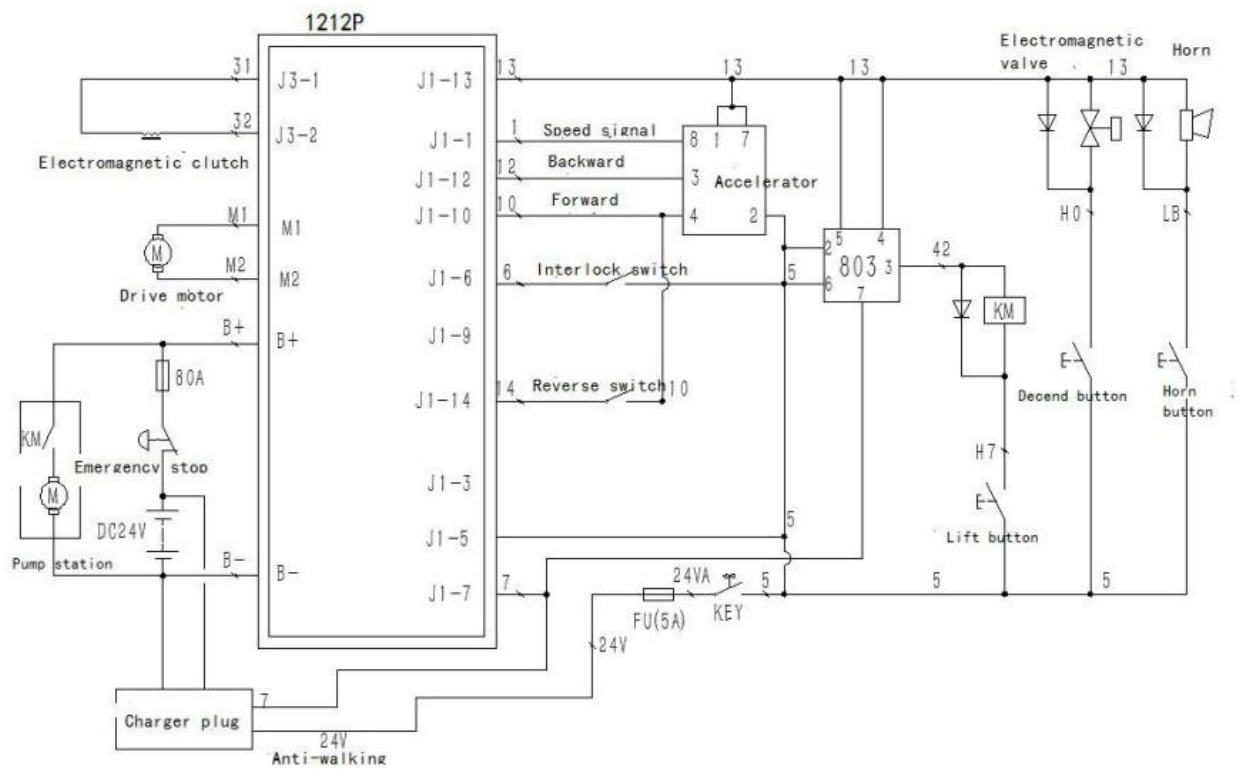 1212P
Electromagnetic
valve
Horn
31
J3-1
J1-13
13
13
13
13
32
J3-2
J1-1
1
Speed signal
8
1
7
Electromagnetic clutch
J1-12
12
Backward
3
Accelerator
M1
M1
J1-10
10
Forward
4
2
H0
LB
M
5
4
M2
M2
J1-6
6
Interlock switch
5
2
803
3
42
6
7
Drive motor
KM
B+
B+
J1-9
80A
J1-14
14
Reverse switch
10
Decend button
Horn
button
KM
Emergency stop
H7
M
J1-3
DC24V
J1-5
5
Lift button
Pump station
B-
B-
J1-7
7
24VA
5
5
5
FU(5A)
KEY
24V
7
Charger plug
24V
Anti-walking